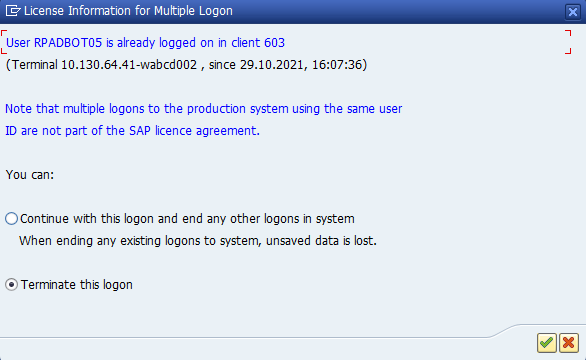 License Information for Multiple Logon
User RPADBOT05 is already logged on in client 603
(Terminal 10.130.64.41-wabcd002 , since 29.10.2021, 16:07:36)
Note that multiple logons to the production system using the same user
ID are not part of the SAP licence agreement.
You can:
Continue with this logon and end any other logons in system
When ending any existing logons to system, unsaved data is lost.
Terminate this logon